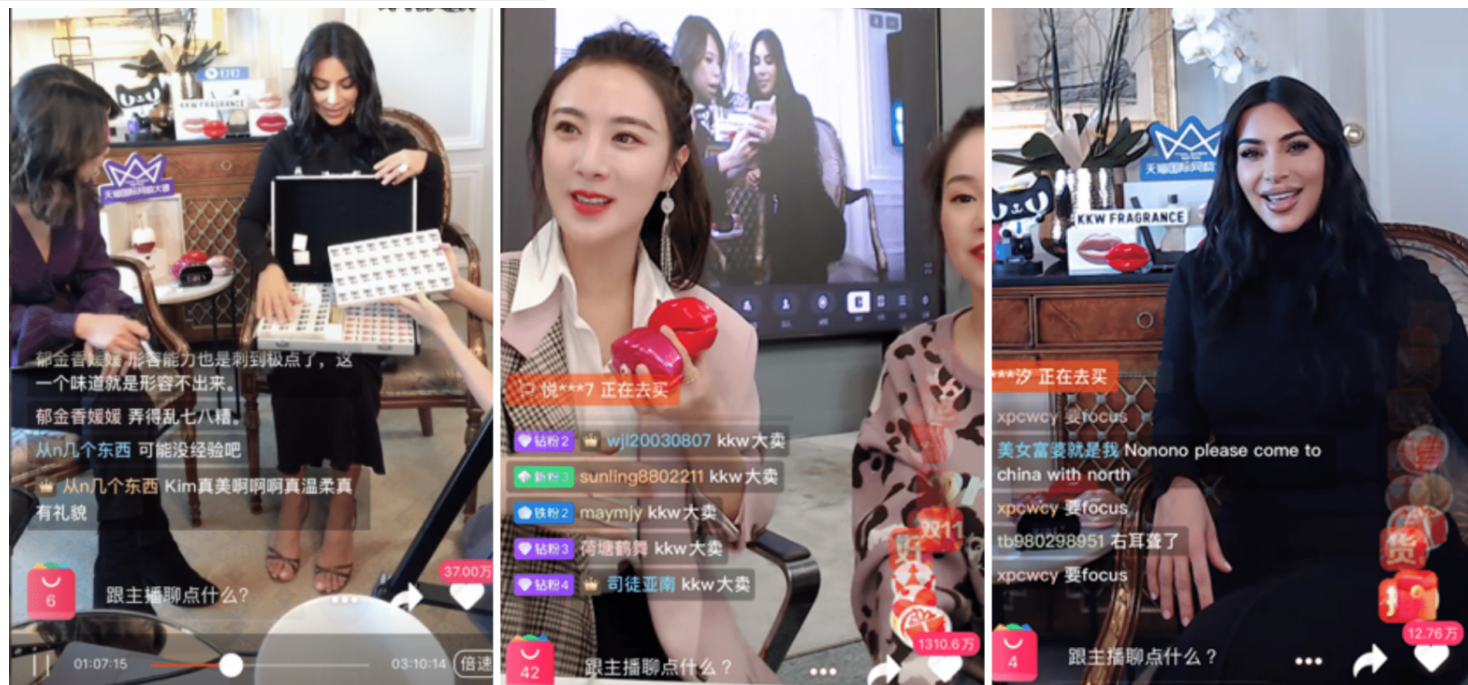 KKW FRAGRANCE
天猫国际网络大赏
郁金香媛媛 形容能力也是刺到极点了，这
一个味道就是形容不出来。
郁金香媛媛 弄得乱七八糟。
从n几个东西 可能没经验吧
从n几个东西 Kim真美啊啊啊真温柔真
有礼貌
37.00万
6
跟主播聊点什么?
01:07:15
03:10:14
倍速
悦***7 正在去买
钻粉2 wjl20030807 kkw大卖
新粉3 sunling8802211 kkw大卖
铁粉2 maymjy kkw大卖
钻粉3 荷塘鹤舞 kkw大卖
钻粉4 司徒亚南 kkw大卖
双11
好
1310.6万
42
跟主播聊点什么？
KKW FRAGRANCE
***汐 正在去买
xpcwcy 要focus
美女富婆就是我 Nonono please come to
china with north
xpcwcy 要focus
tb980298951 右耳聋了
xpcwcy 要focus
货
12.76万
4
跟主播聊点什么？